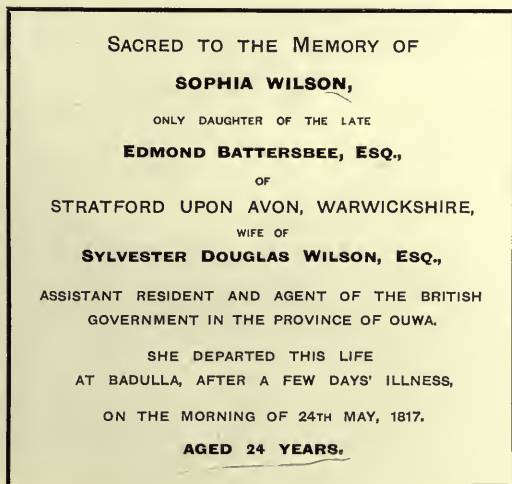 SACRED TO THE MEMORY OF
SOPHIA WILSON,
ONLY DAUGHTER OF THE LATE
EDMOND BATTERSBEE, ESQ.,
OF
STRATFORD UPON AVON, WARWICKSHIRE,
WIFE OF
SYLVESTER DOUGLAS WILSON, ESQ.,
ASSISTANT RESIDENT AND AGENT OF THE BRITISH
GOVERNMENT IN THE PROVINCE OF OUWA.
SHE DEPARTED THIS LIFE
AT BADULLA, AFTER A FEW DAYS' ILLNESS,
ON THE MORNING OF 24TH MAY, 1817.
AGED 24 YEARS.